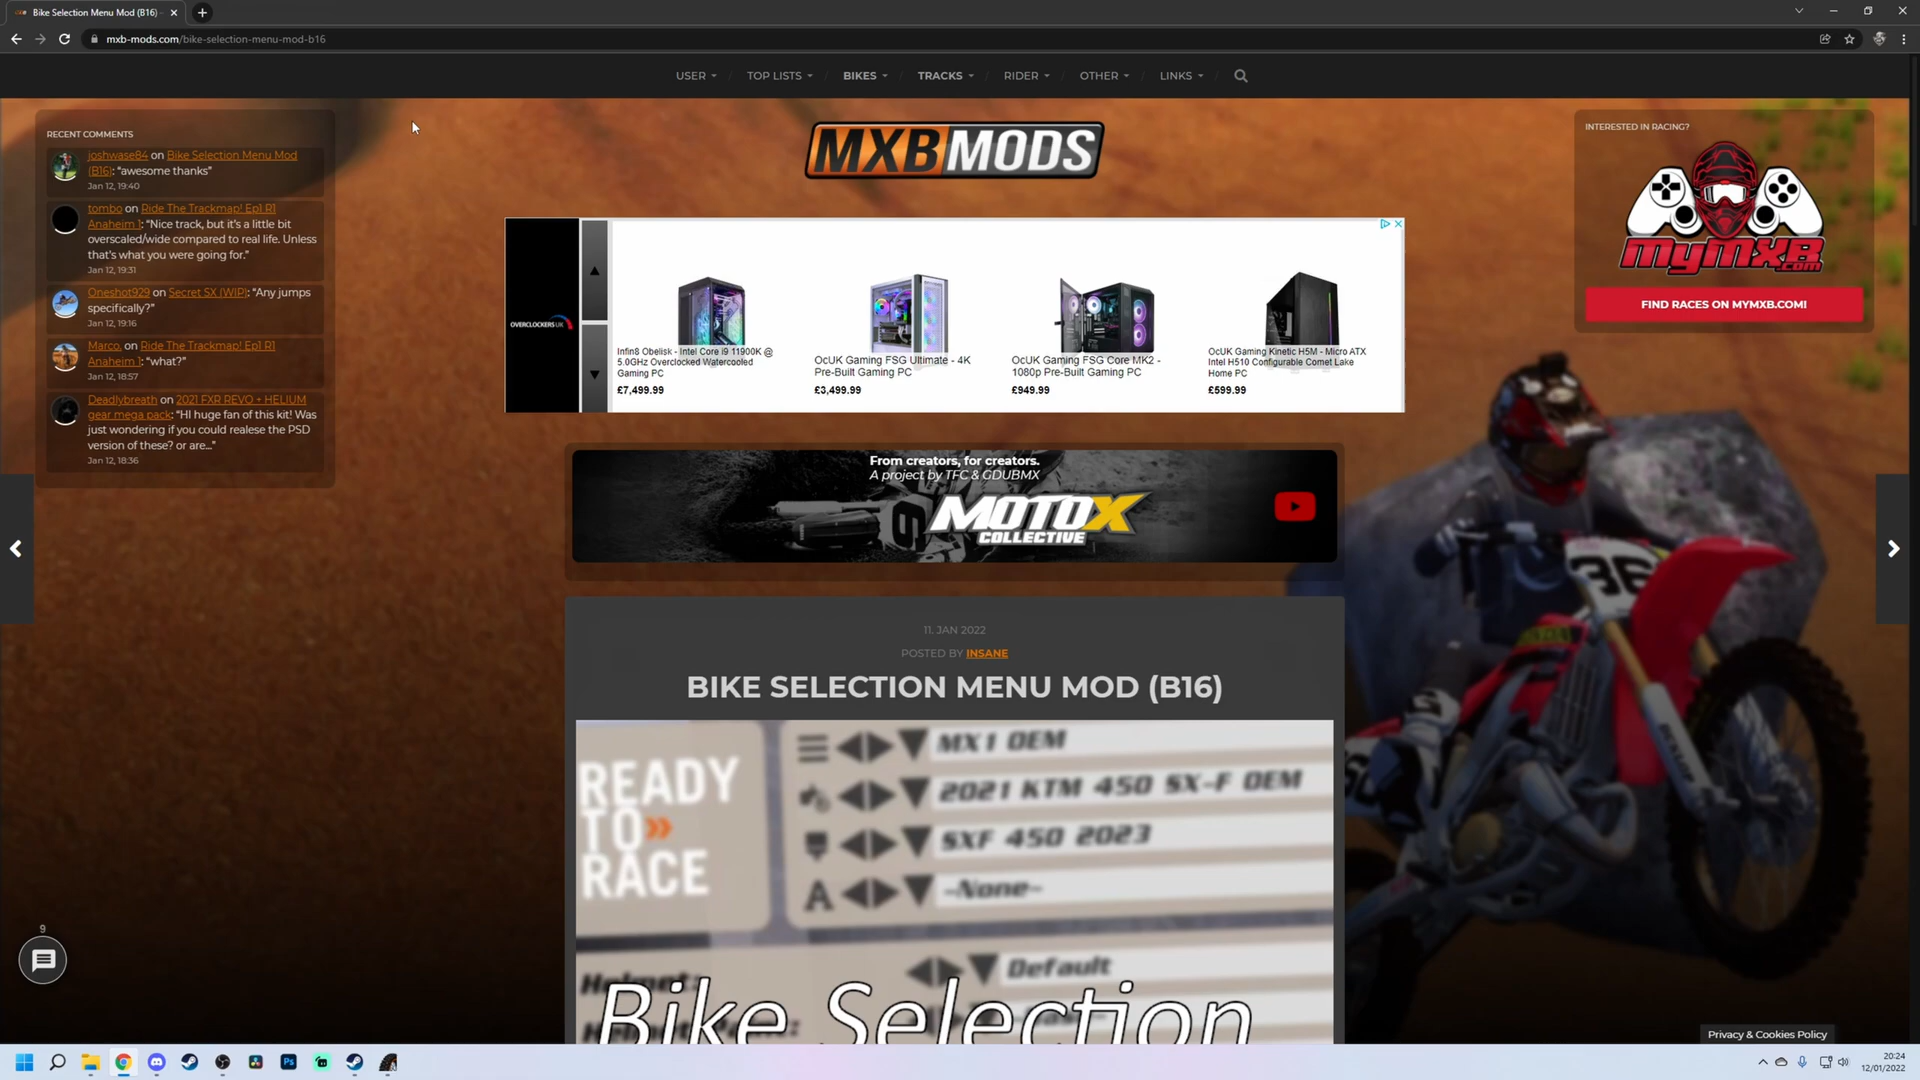 Bike Selection Menu Mod (B16)
mxb-mods.com/bike-selection-menu-mod-b16
USER / TOP LISTS / BIKES / TRACKS / RIDER / OTHER / LINKS
RECENT COMMENTS
joshwase84 on Bike Selection Menu Mod
(B16): “awesome thanks”
Jan 12, 19:40
tombo on Ride The Trackmap! Ep1 R1
Anaheim 1: “Nice track, but it’s a little bit
overscaled/wide compared to real life. Unless
that’s what you were going for.”
Jan 12, 19:31
Oneshot929 on Secret SX (WIP): “Any jumps
specifically?”
Jan 12, 19:16
Marco. on Ride The Trackmap! Ep1 R1
Anaheim 1: “what?”
Jan 12, 18:57
Deadlybreath on 2021 FXR REVO + HELIUM
gear mega pack: “HI huge fan of this kit! Was
just wondering if you could realese the PSD
version of these? or are...”
Jan 12, 18:36
MXBMODS
OVERCLOCKERS UK
Infin8 Obelisk - Intel Core i9 11900K @
5.0GHz Overclocked Watercooled
Gaming PC
£7,499.99
OcUK Gaming FSG Ultimate - 4K
Pre-Built Gaming PC
£3,499.99
OcUK Gaming FSG Core MK2 -
1080p Pre-Built Gaming PC
£949.99
OcUK Gaming Kinetic H5M - Micro ATX
Intel H510 Configurable Comet Lake
Home PC
£599.99
INTERESTED IN RACING?
MyMXB
.com
FIND RACES ON MYMXB.COM!
From creators, for creators.
A project by TFC & GDUBMX
MOTOX
COLLECTIVE
11. JAN 2022
POSTED BY INSANE
BIKE SELECTION MENU MOD (B16)
READY
TO
RACE
MX1 OEM
2021 KTM 450 SX-F OEM
SXF 450 2023
-None-
Helmet:
Default
Bike Selection
36
9
Privacy & Cookies Policy
Ps
20:24
12/01/2022